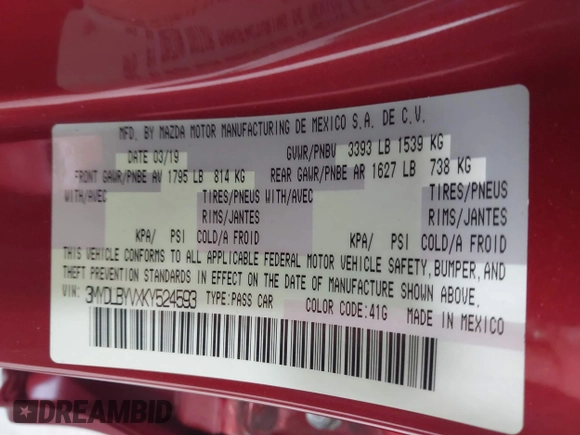 MFD. BY MAZDA MOTOR MANUFACTURING DE MEXICO S.A. DE C.V.
DATE 03/19 GVWR/PNBV 3393 LB 1539 KG
FRONT GAWR/PNBE AV 1795 LB 814 KG REAR GAWR/PNBE AR 1627 LB 738 KG
WITH/AVEC TIRES/PNEUS WITH/AVEC TIRES/PNEUS
RIMS/JANTES RIMS/JANTES
KPA/ PSI COLD/A FROID KPA/ PSI COLD/A FROID
THIS VEHICLE CONFORMS TO ALL APPLICABLE FEDERAL MOTOR VEHICLE SAFETY, BUMPER, AND
THEFT PREVENTION STANDARDS IN EFFECT ON THE DATE OF MANUFACTURE SHOWN ABOVE.
VIN: 3MYDLBYVXKY524593 TYPE: PASS CAR COLOR CODE: 41G MADE IN MEXICO
DREAMBID